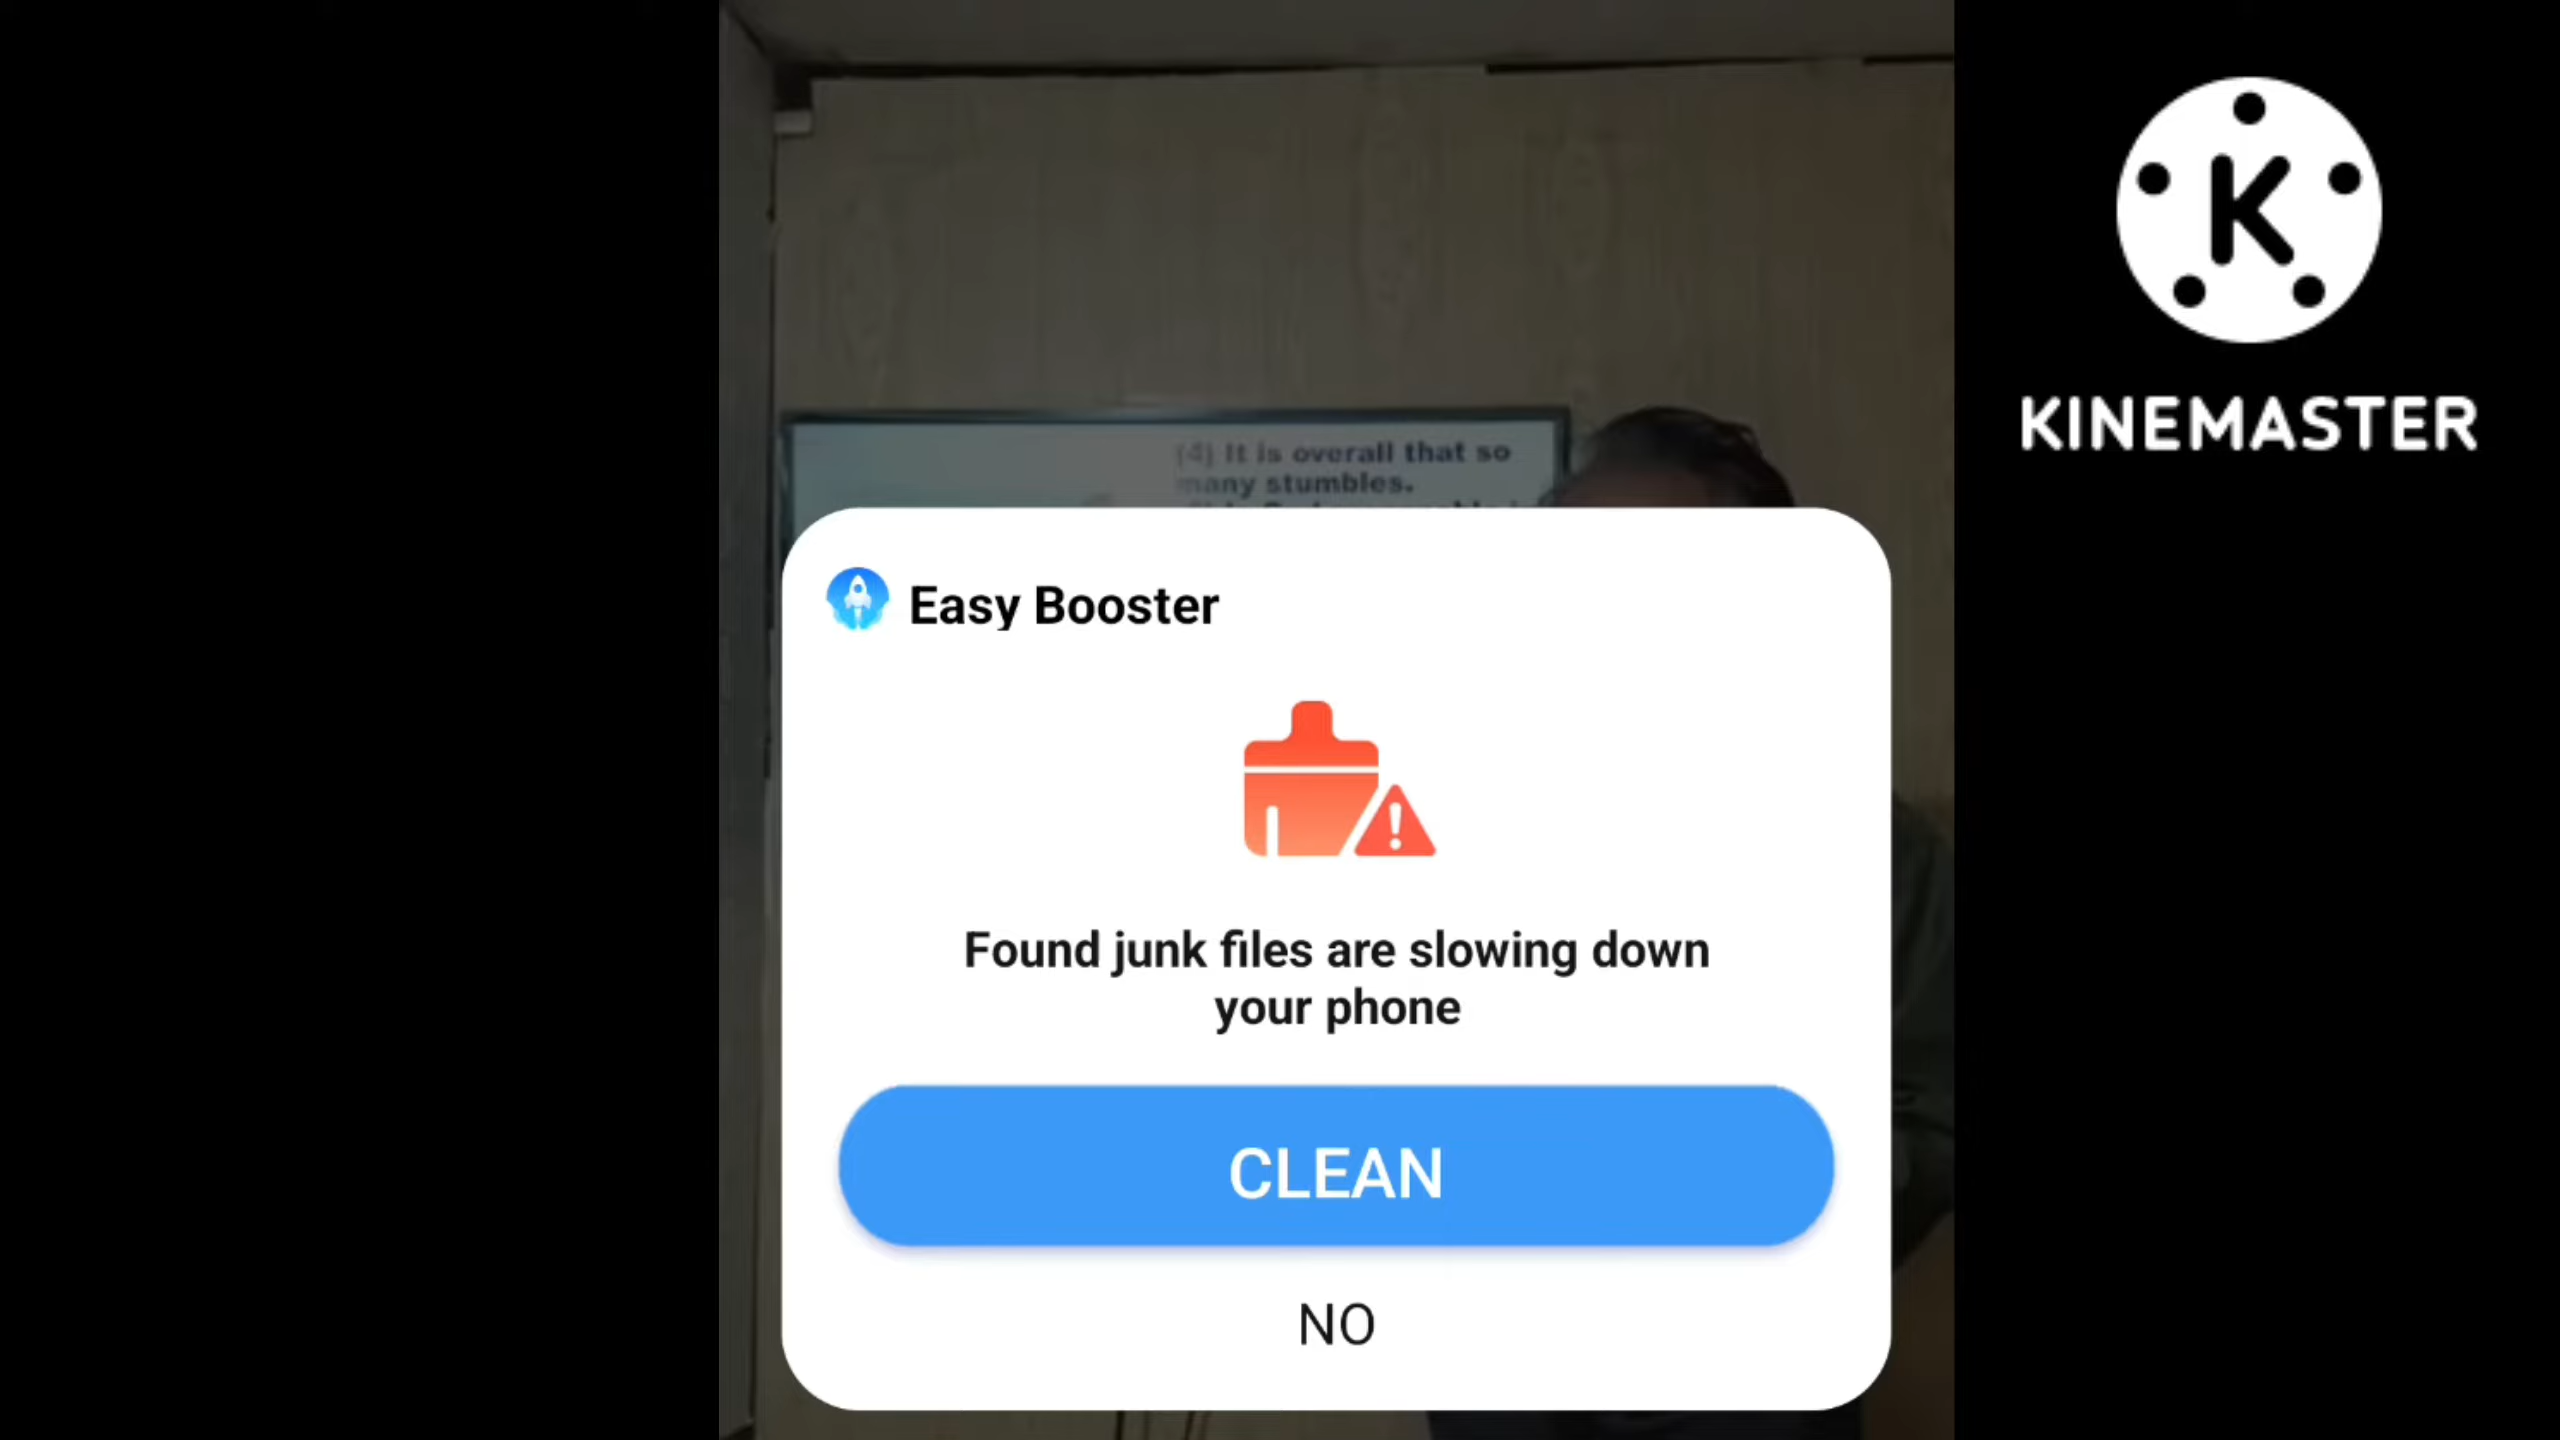 (4) It is overall that so
many stumbles.
K
KINEMASTER
Easy Booster
Found junk files are slowing down
your phone
CLEAN
NO